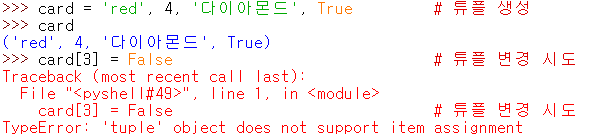 >>> card = 'red', 4, '다이아몬드', True # 튜플 생성
>>> card
('red', 4, '다이아몬드', True)
>>> card[3] = False # 튜플 변경 시도
Traceback (most recent call last):
  File "<pyshell#49>", line 1, in <module>
    card[3] = False # 튜플 변경 시도
TypeError: 'tuple' object does not support item assignment